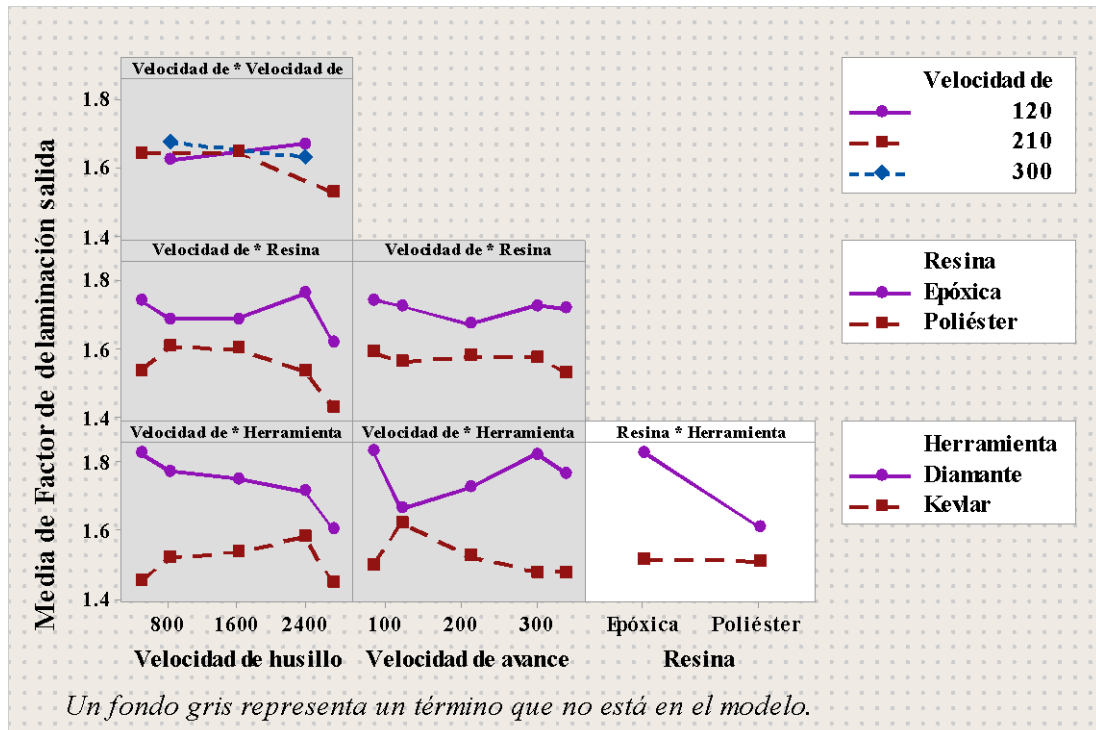 Velocidad de * Velocidad de
1.8
1.6
1.4
Velocidad de
120
210
300
Media de Factor de delaminación salida
Velocidad de * Resina
Velocidad de * Resina
1.8
1.6
1.4
Resina
Epóxica
Poliéster
Velocidad de * Herramienta
Velocidad de * Herramienta
Resina * Herramienta
1.8
1.6
1.4
Herramienta
Diamante
Kevlar
800 1600 2400
100 200 300
Epóxica Poliéster
Velocidad de husillo
Velocidad de avance
Resina
Un fondo gris representa un término que no está en el modelo.